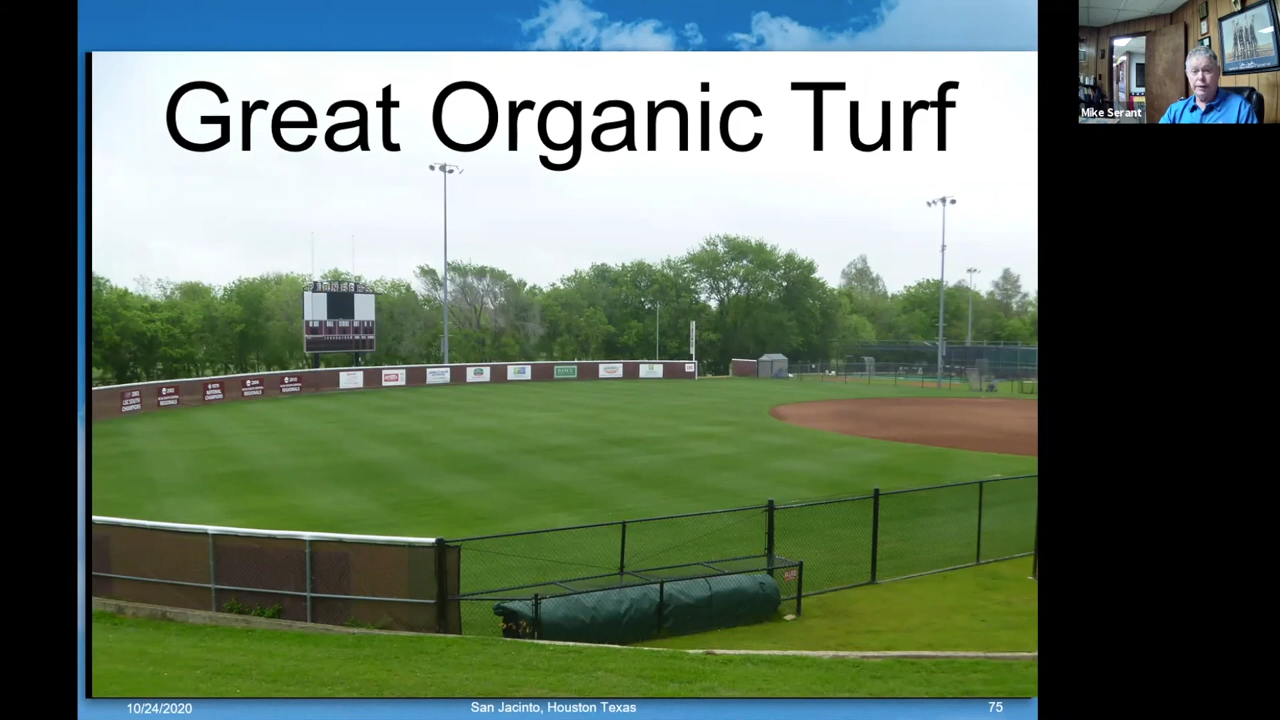 Great Organic Turf
Mike Serant
10/24/2020
San Jacinto, Houston Texas
75